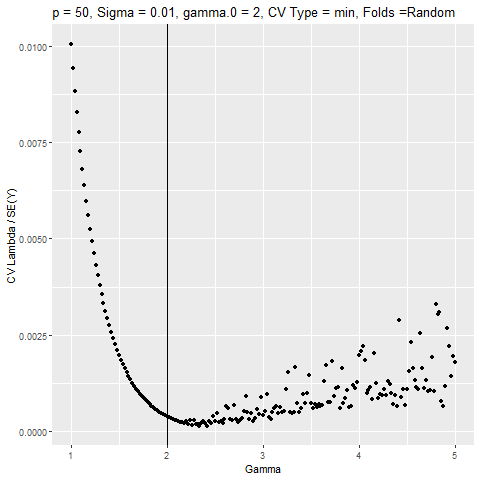 p = 50, Sigma = 0.01, gamma.0 = 2, CV Type = min, Folds =Random
0.0100
0.0075
0.0050
0.0025
0.0000
CV Lambda / SE(Y)
1 2 3 4 5
Gamma